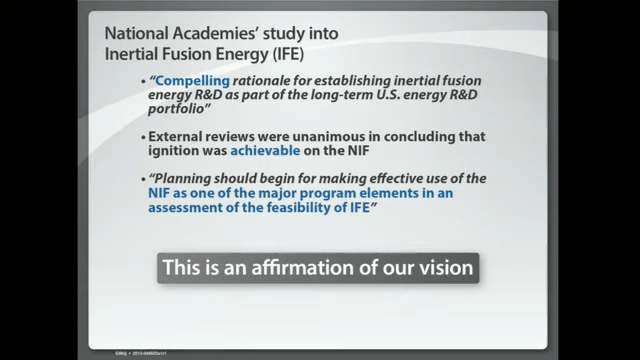 National Academies' study into
Inertial Fusion Energy (IFE)
• "Compelling rationale for establishing inertial fusion
energy R&D as part of the long-term U.S. energy R&D
portfolio"
• External reviews were unanimous in concluding that
ignition was achievable on the NIF
• "Planning should begin for making effective use of the
NIF as one of the major program elements in an
assessment of the feasibility of IFE"
This is an affirmation of our vision